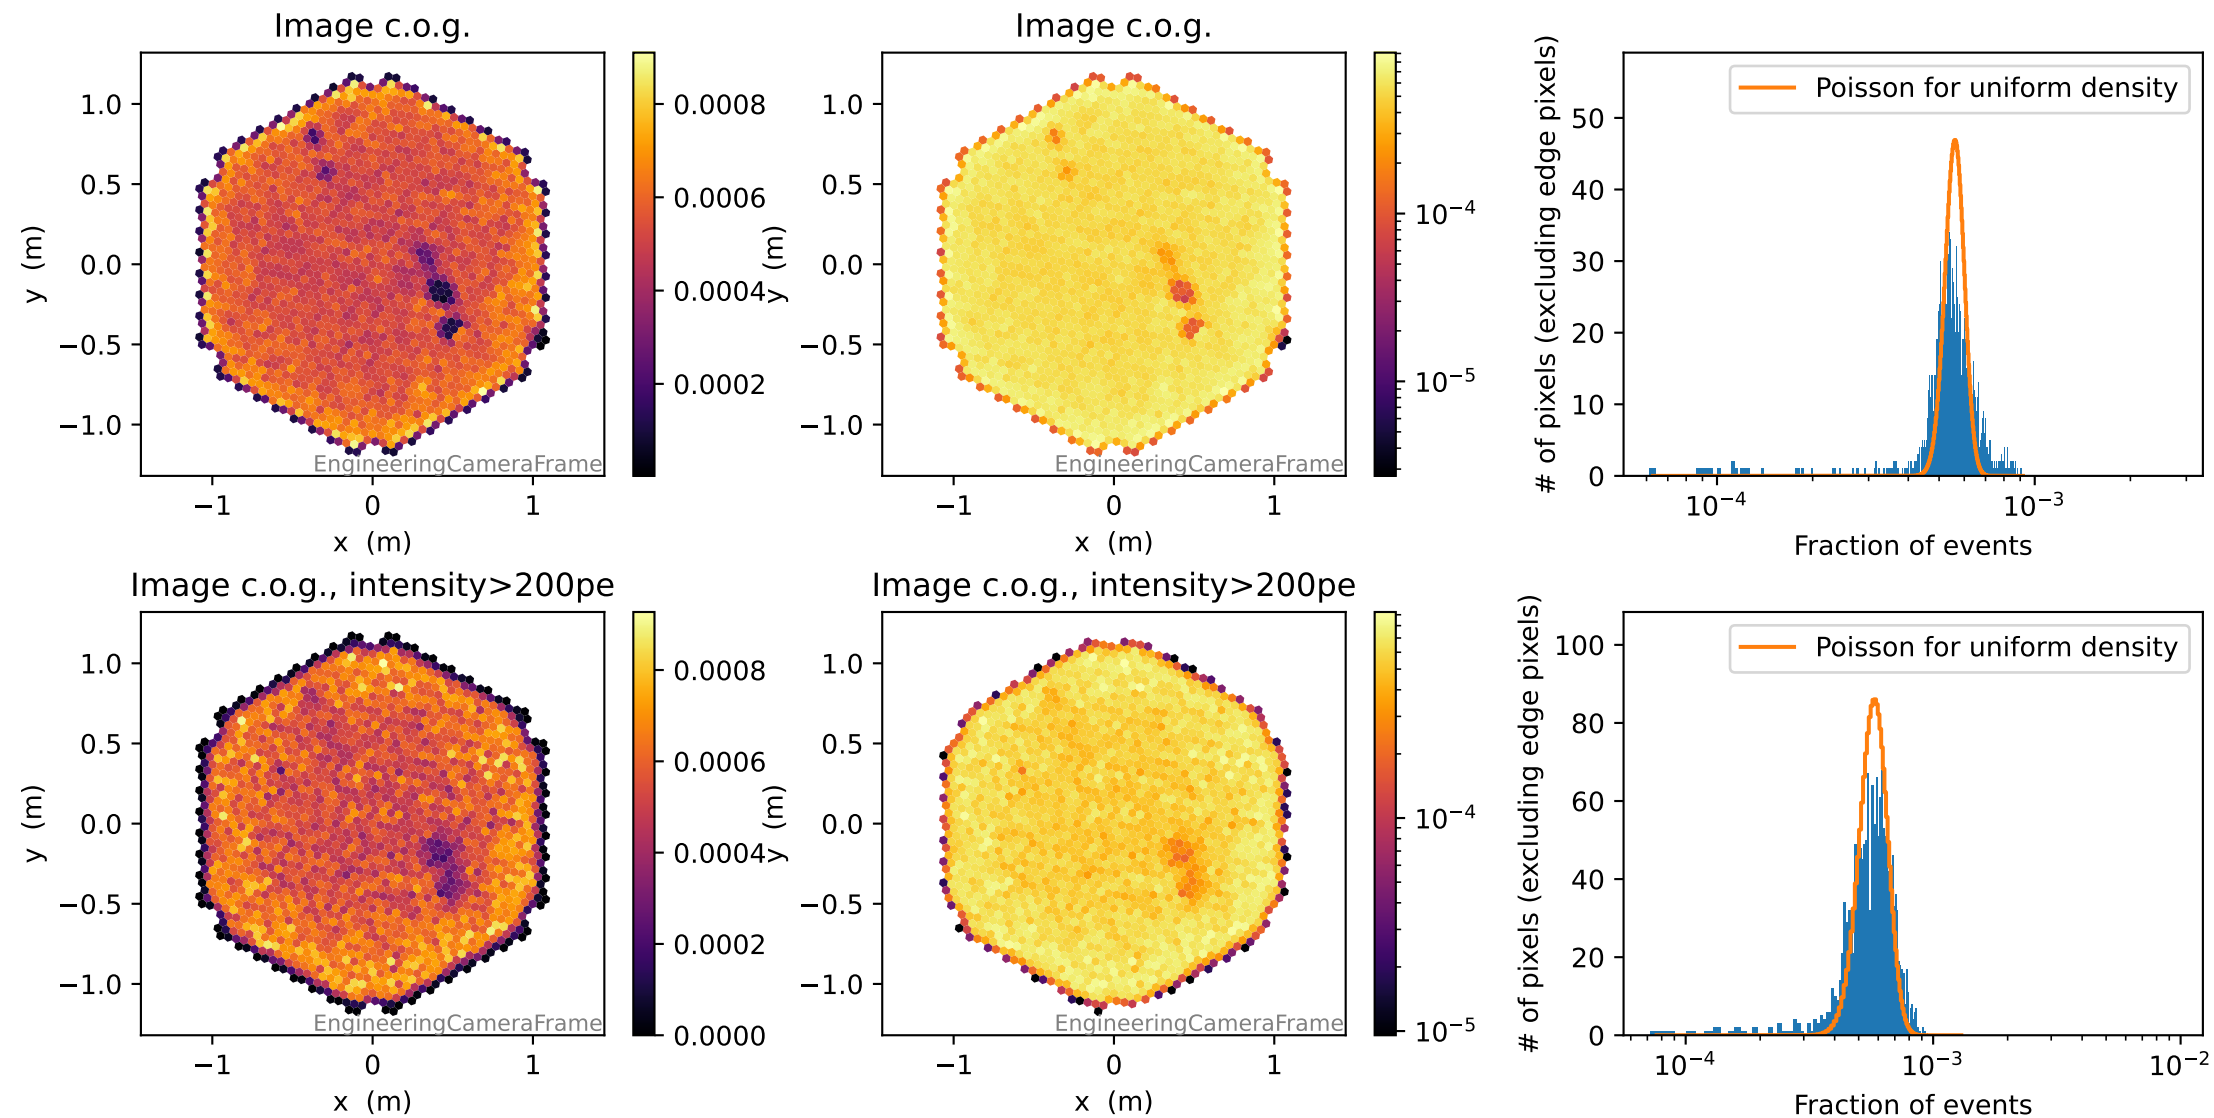 Image c.o.g.
1.0
0.5
0.0
−0.5
−1.0
y (m)
−1
0
1
x (m)
EngineeringCameraFrame
0.0008
0.0006
0.0004
0.0002
Image c.o.g.
1.0
0.5
0.0
−0.5
−1.0
y (m)
−1
0
1
x (m)
EngineeringCameraFrame
10⁻⁴
10⁻⁵
# of pixels (excluding edge pixels)
50
40
30
20
10
0
Poisson for uniform density
10⁻⁴
10⁻³
Fraction of events
Image c.o.g., intensity>200pe
1.0
0.5
0.0
−0.5
−1.0
y (m)
−1
0
1
x (m)
EngineeringCameraFrame
0.0008
0.0006
0.0004
0.0002
0.0000
Image c.o.g., intensity>200pe
1.0
0.5
0.0
−0.5
−1.0
y (m)
−1
0
1
x (m)
EngineeringCameraFrame
10⁻⁴
10⁻⁵
# of pixels (excluding edge pixels)
100
80
60
40
20
0
Poisson for uniform density
10⁻⁴
10⁻³
10⁻²
Fraction of events